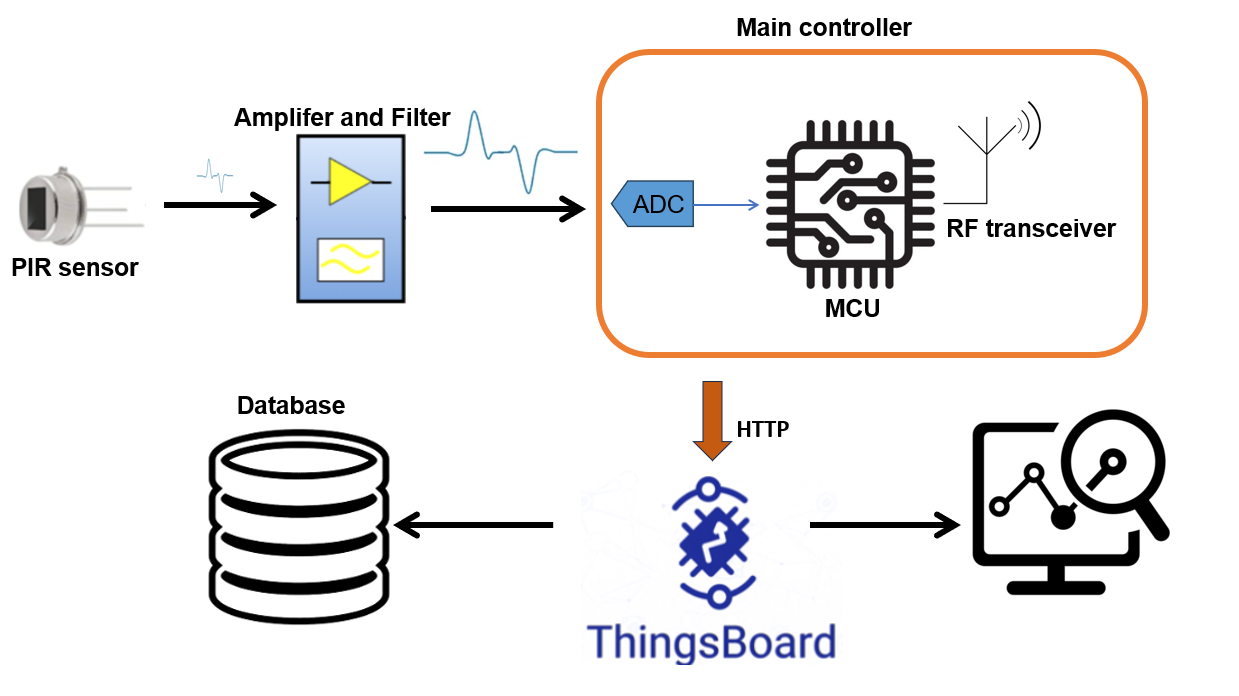 Main controller
Amplifer and Filter
ADC
RF transceiver
PIR sensor
MCU
Database
HTTP
ThingsBoard